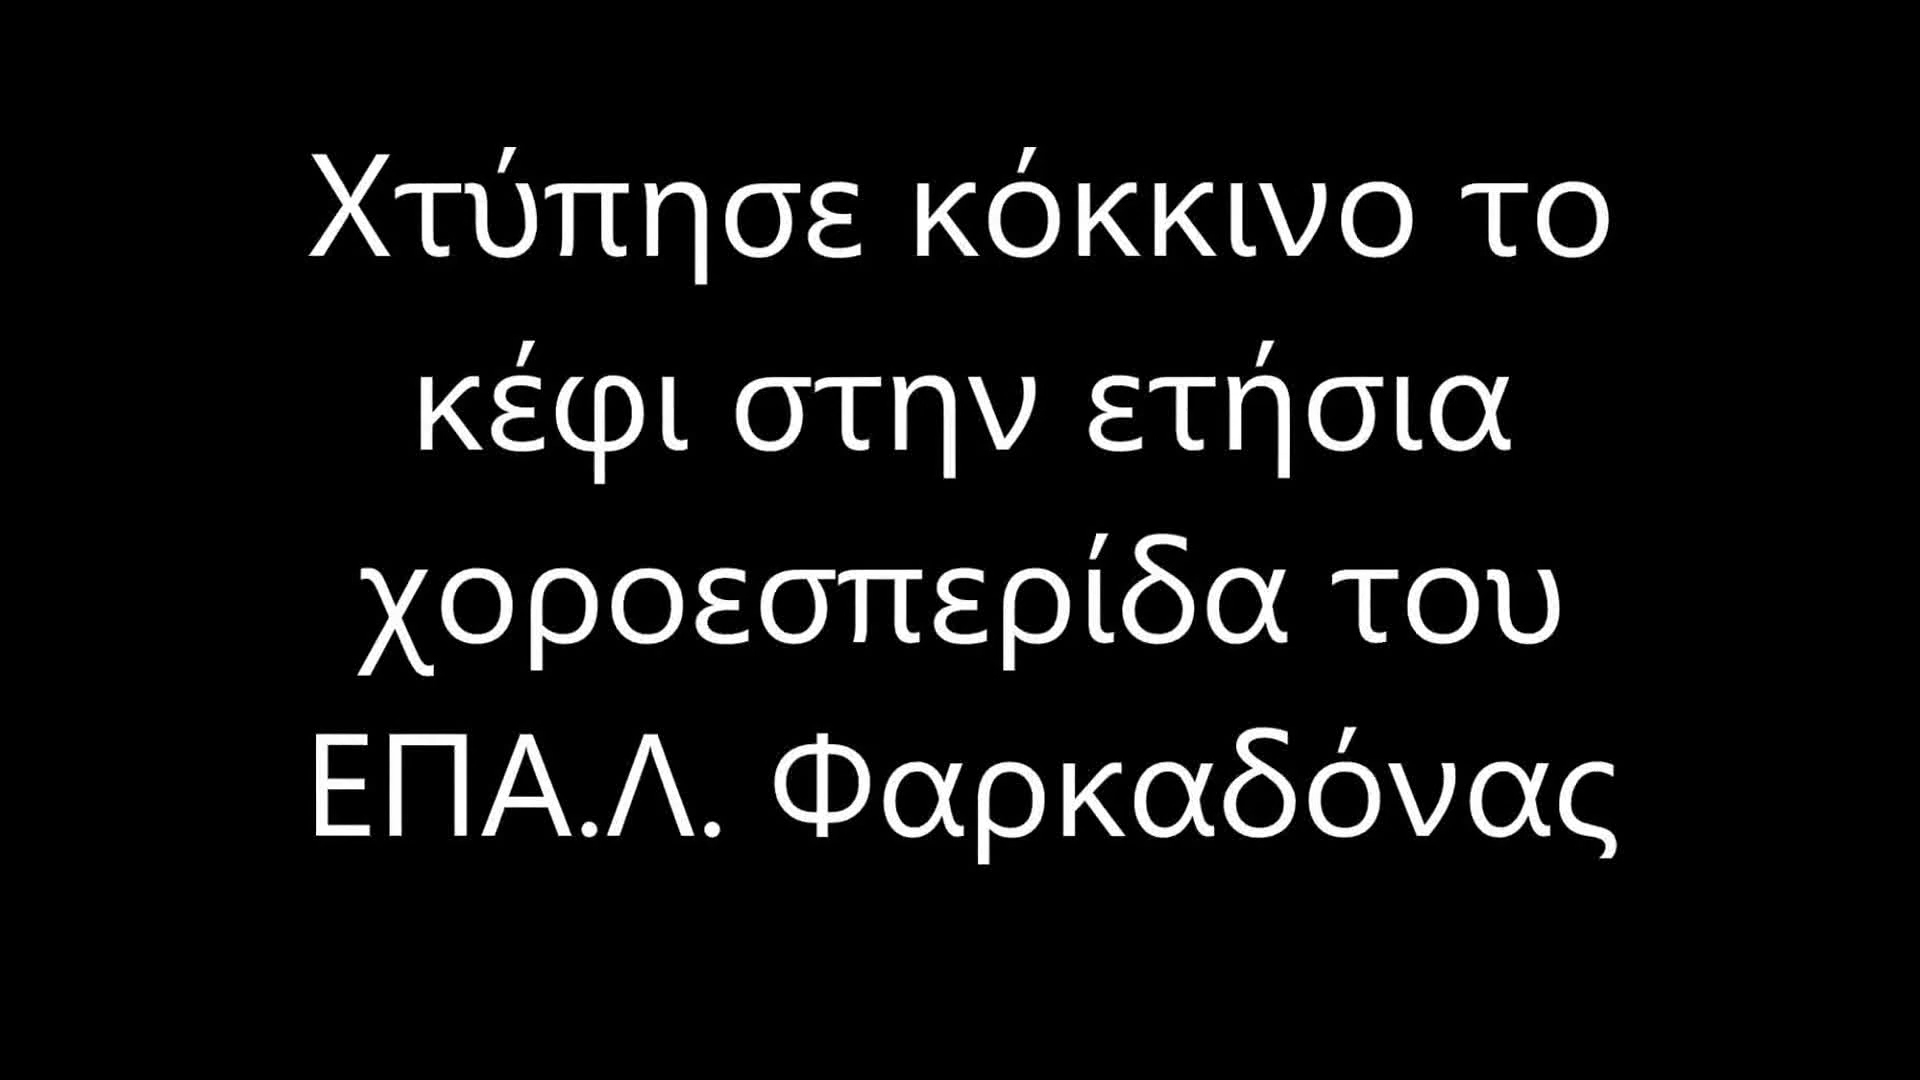 Χτύπησε κόκκινο το
κέφι στην ετήσια
χοροεσπερίδα του
ΕΠΑ.Λ. Φαρκαδόνας